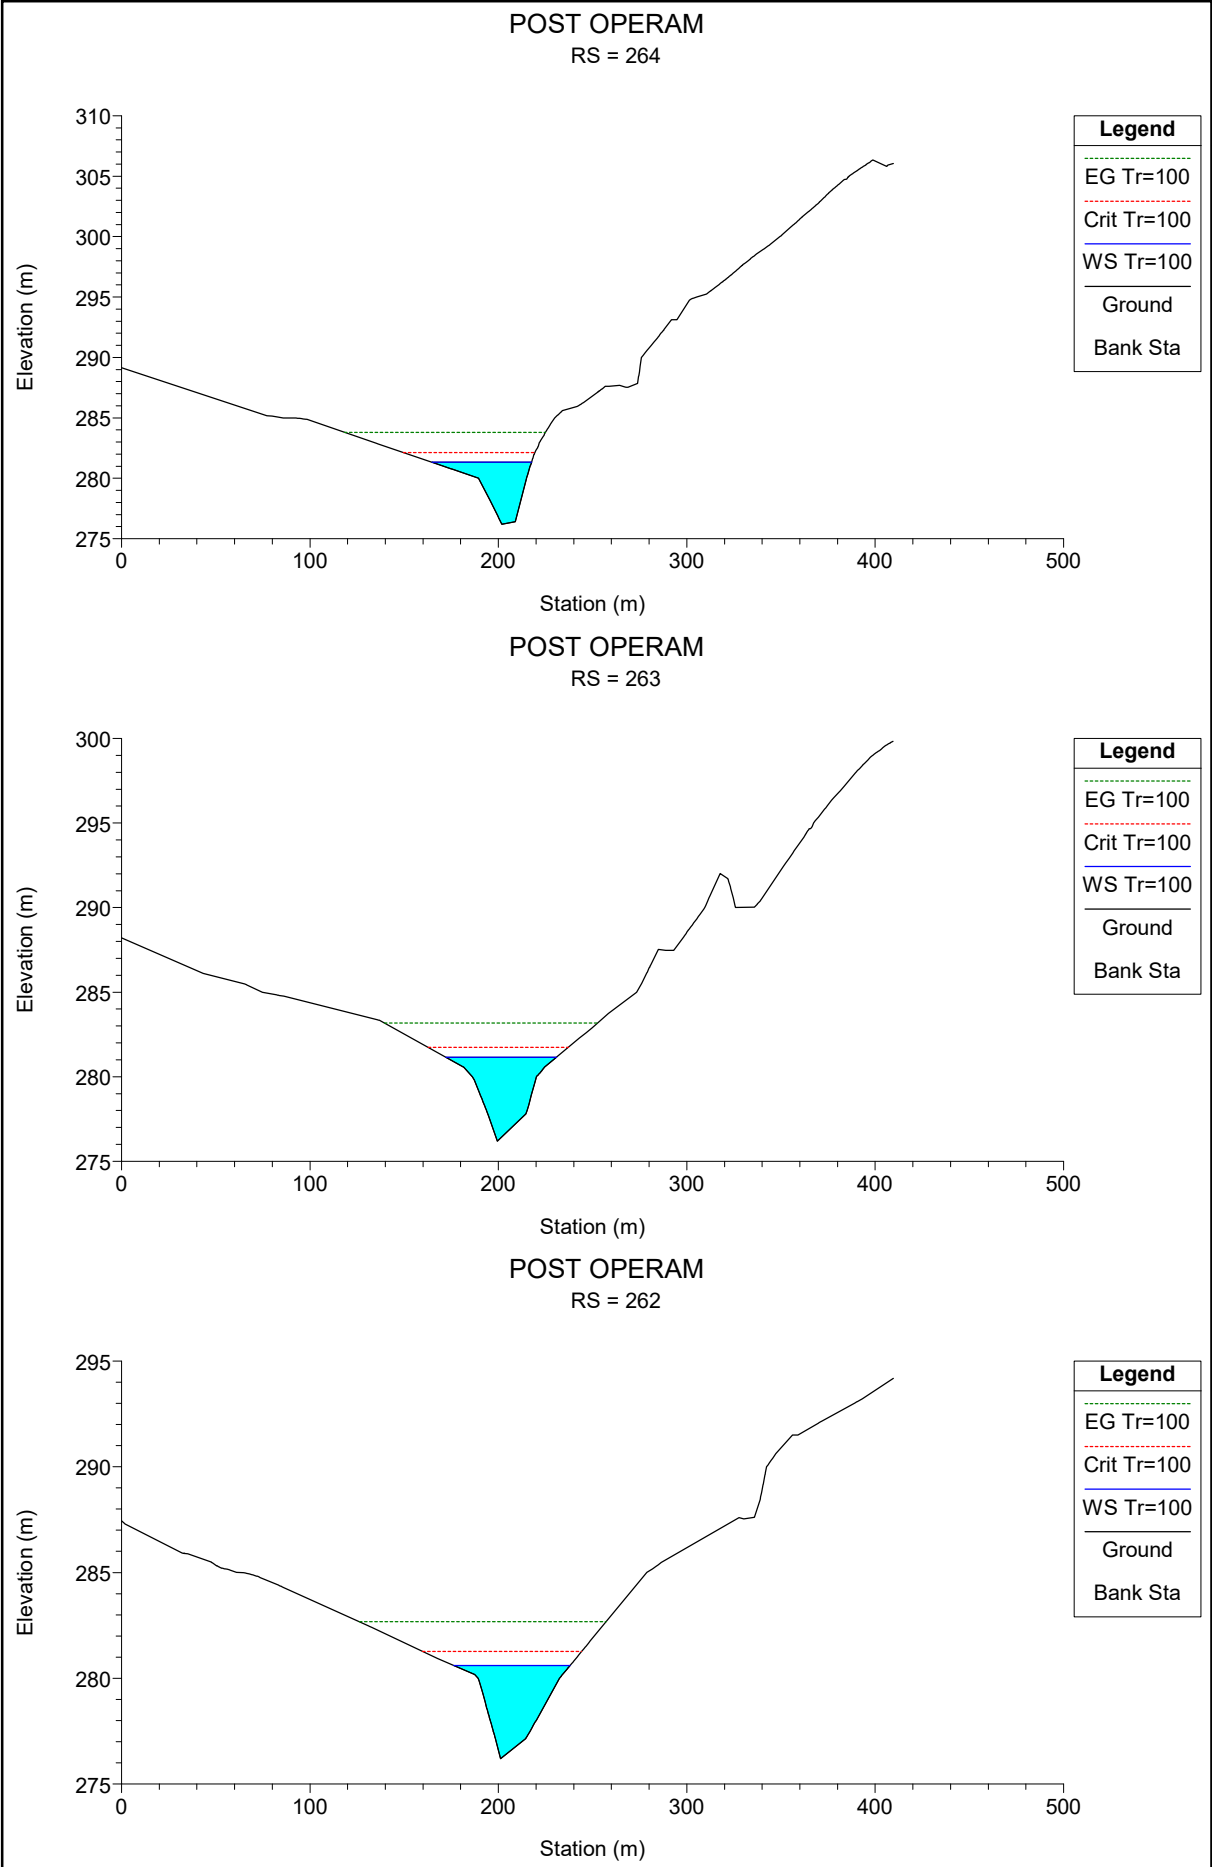 POST OPERAM
RS = 264
310
305
300
295
290
285
280
275
0 100 200 300 400 500
Elevation (m)
Station (m)
Legend
EG Tr=100
Crit Tr=100
WS Tr=100
Ground
Bank Sta
POST OPERAM
RS = 263
300
295
290
285
280
275
0 100 200 300 400 500
Elevation (m)
Station (m)
Legend
EG Tr=100
Crit Tr=100
WS Tr=100
Ground
Bank Sta
POST OPERAM
RS = 262
295
290
285
280
275
0 100 200 300 400 500
Elevation (m)
Station (m)
Legend
EG Tr=100
Crit Tr=100
WS Tr=100
Ground
Bank Sta